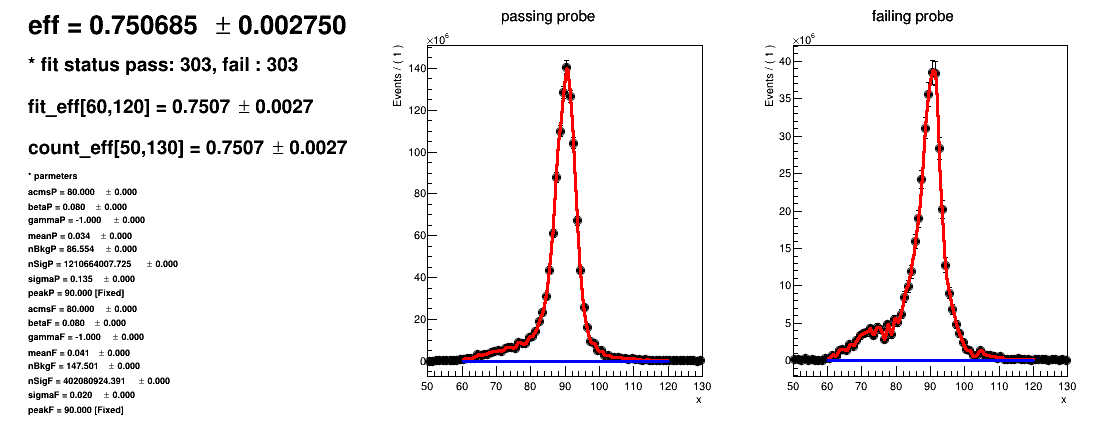 eff = 0.750685 ± 0.002750
* fit status pass: 303, fail : 303
fit_eff[60,120] = 0.7507 ± 0.0027
count_eff[50,130] = 0.7507 ± 0.0027
* parmeters
acmsP = 80.000 ± 0.000
betaP = 0.080 ± 0.000
gammaP = -1.000 ± 0.000
meanP = 0.034 ± 0.000
nBkgP = 86.554 ± 0.000
nSigP = 1210664007.725 ± 0.000
sigmaP = 0.135 ± 0.000
peakP = 90.000 [Fixed]
acmsF = 80.000 ± 0.000
betaF = 0.080 ± 0.000
gammaF = -1.000 ± 0.000
meanF = 0.041 ± 0.000
nBkgF = 147.501 ± 0.000
nSigF = 402080924.391 ± 0.000
sigmaF = 0.020 ± 0.000
peakF = 90.000 [Fixed]
passing probe
×10⁶
Events / ( 1 )
140
120
100
80
60
40
20
0
50 60 70 80 90 100 110 120 130
x
failing probe
×10⁶
Events / ( 1 )
40
35
30
25
20
15
10
5
0
50 60 70 80 90 100 110 120 130
x